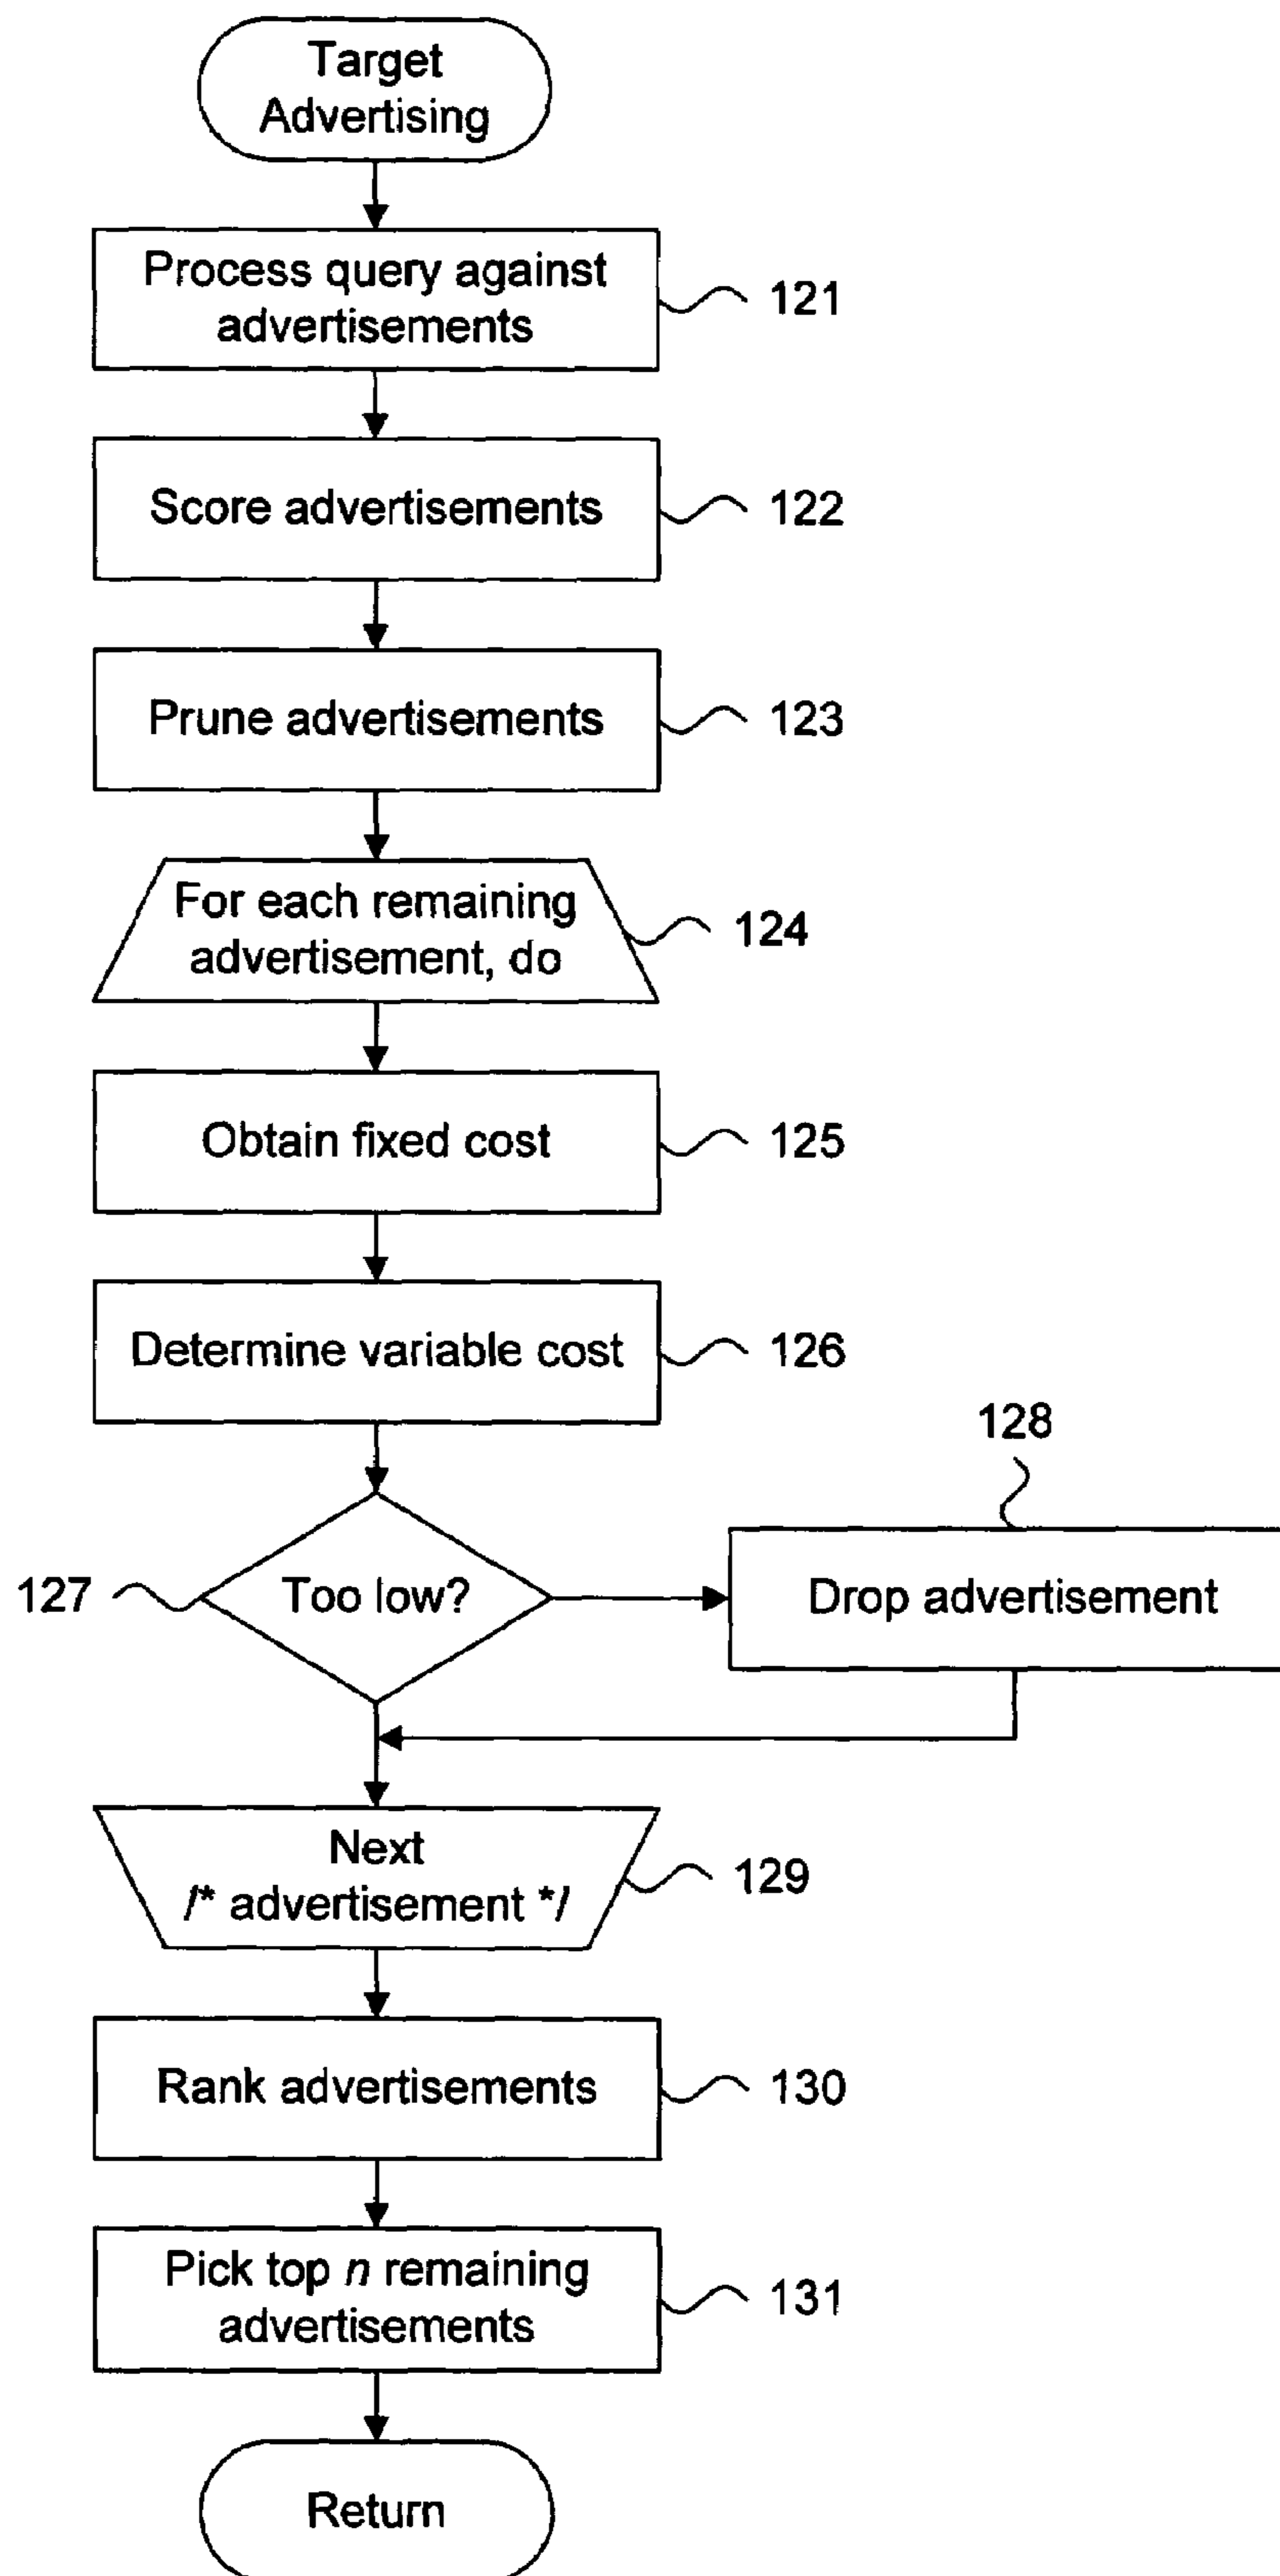 Target
Advertising
Process query against
advertisements
121
Score advertisements
122
Prune advertisements
123
For each remaining
advertisement, do
124
Obtain fixed cost
125
Determine variable cost
126
128
127
Too low?
Drop advertisement
Next
/* advertisement */
129
Rank advertisements
130
Pick top n remaining
advertisements
131
Return